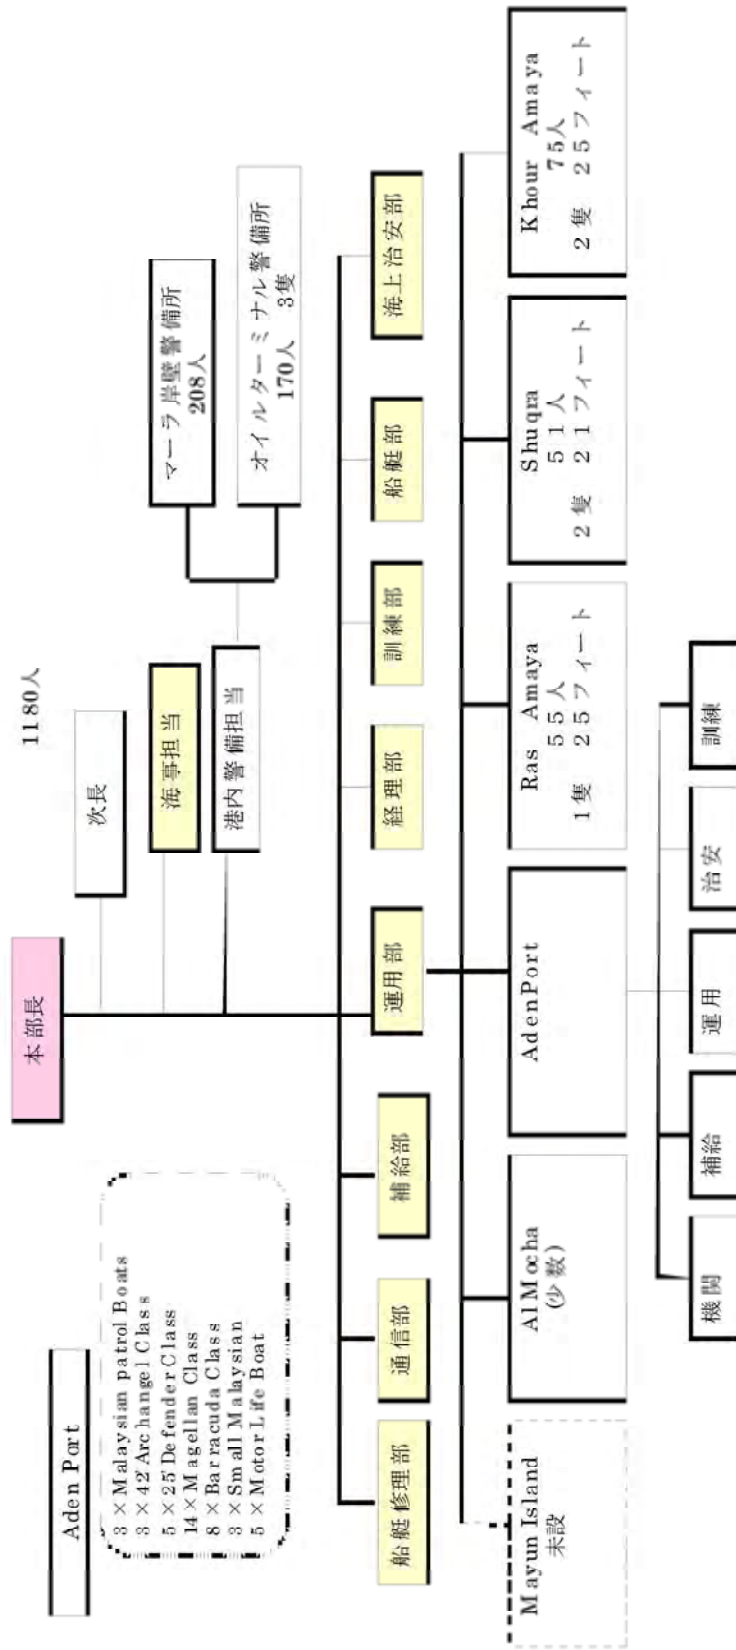 本部長
1180人
次長
海事担当
港内警備担当
マーラ岸壁警備所
208人
オイルターミナル警備所
170人 3隻
Aden Port
3 ×Malaysian patrol Boats
3 ×42'Archangel Class
5 ×25'Defender Class
14×Magellan Class
8 ×Barracuda Class
3 ×Small Malaysian
5 ×Motor Life Boat
船艇修理部
通信部
補給部
運用部
経理部
訓練部
船艇部
海上治安部
Mayun Island
未設
Al Mocha
(少数)
AdenPort
Ras Amaya
55人
1隻 25フィート
Shuqra
51人
2隻 21フィート
Khour Amaya
75人
2隻 25フィート
機関
補給
運用
治安
訓練